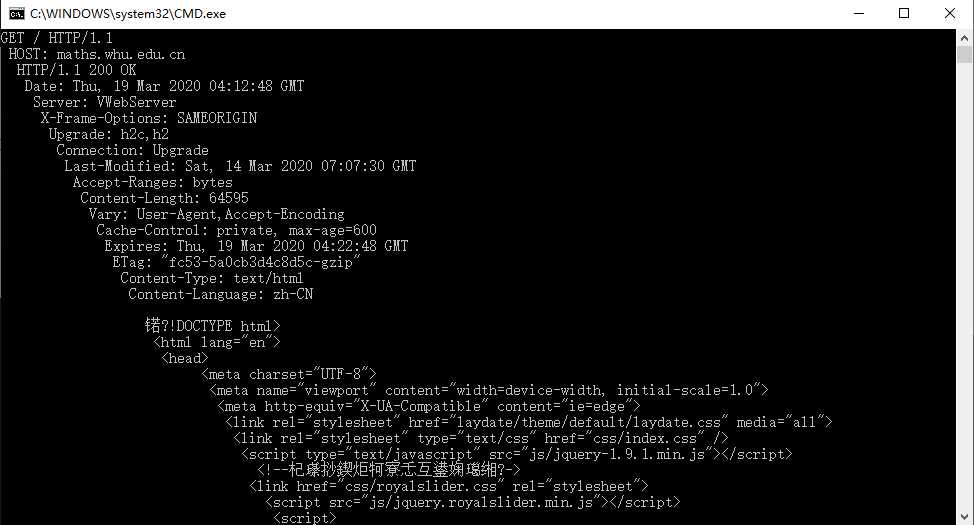 C:\WINDOWS\system32\CMD.exe
GET / HTTP/1.1
HOST: maths.whu.edu.cn
HTTP/1.1 200 OK
Date: Thu, 19 Mar 2020 04:12:48 GMT
Server: VWebServer
X-Frame-Options: SAMEORIGIN
Upgrade: h2c,h2
Connection: Upgrade
Last-Modified: Sat, 14 Mar 2020 07:07:30 GMT
Accept-Ranges: bytes
Content-Length: 64595
Vary: User-Agent,Accept-Encoding
Cache-Control: private, max-age=600
Expires: Thu, 19 Mar 2020 04:22:48 GMT
ETag: "fc53-5a0cb3d4c8d5c-gzip"
Content-Type: text/html
Content-Language: zh-CN
锘?!DOCTYPE html>
<html lang="en">
<head>
<meta charset="UTF-8">
<meta name="viewport" content="width=device-width, initial-scale=1.0">
<meta http-equiv="X-UA-Compatible" content="ie=edge">
<link rel="stylesheet" href="laydate/theme/default/laydate.css" media="all">
<link rel="stylesheet" type="text/css" href="css/index.css" />
<script type="text/javascript" src="js/jquery-1.9.1.min.js"></script>
<link href="css/royalslider.css" rel="stylesheet">
<script src="js/jquery.royalslider.min.js"></script>
<script>